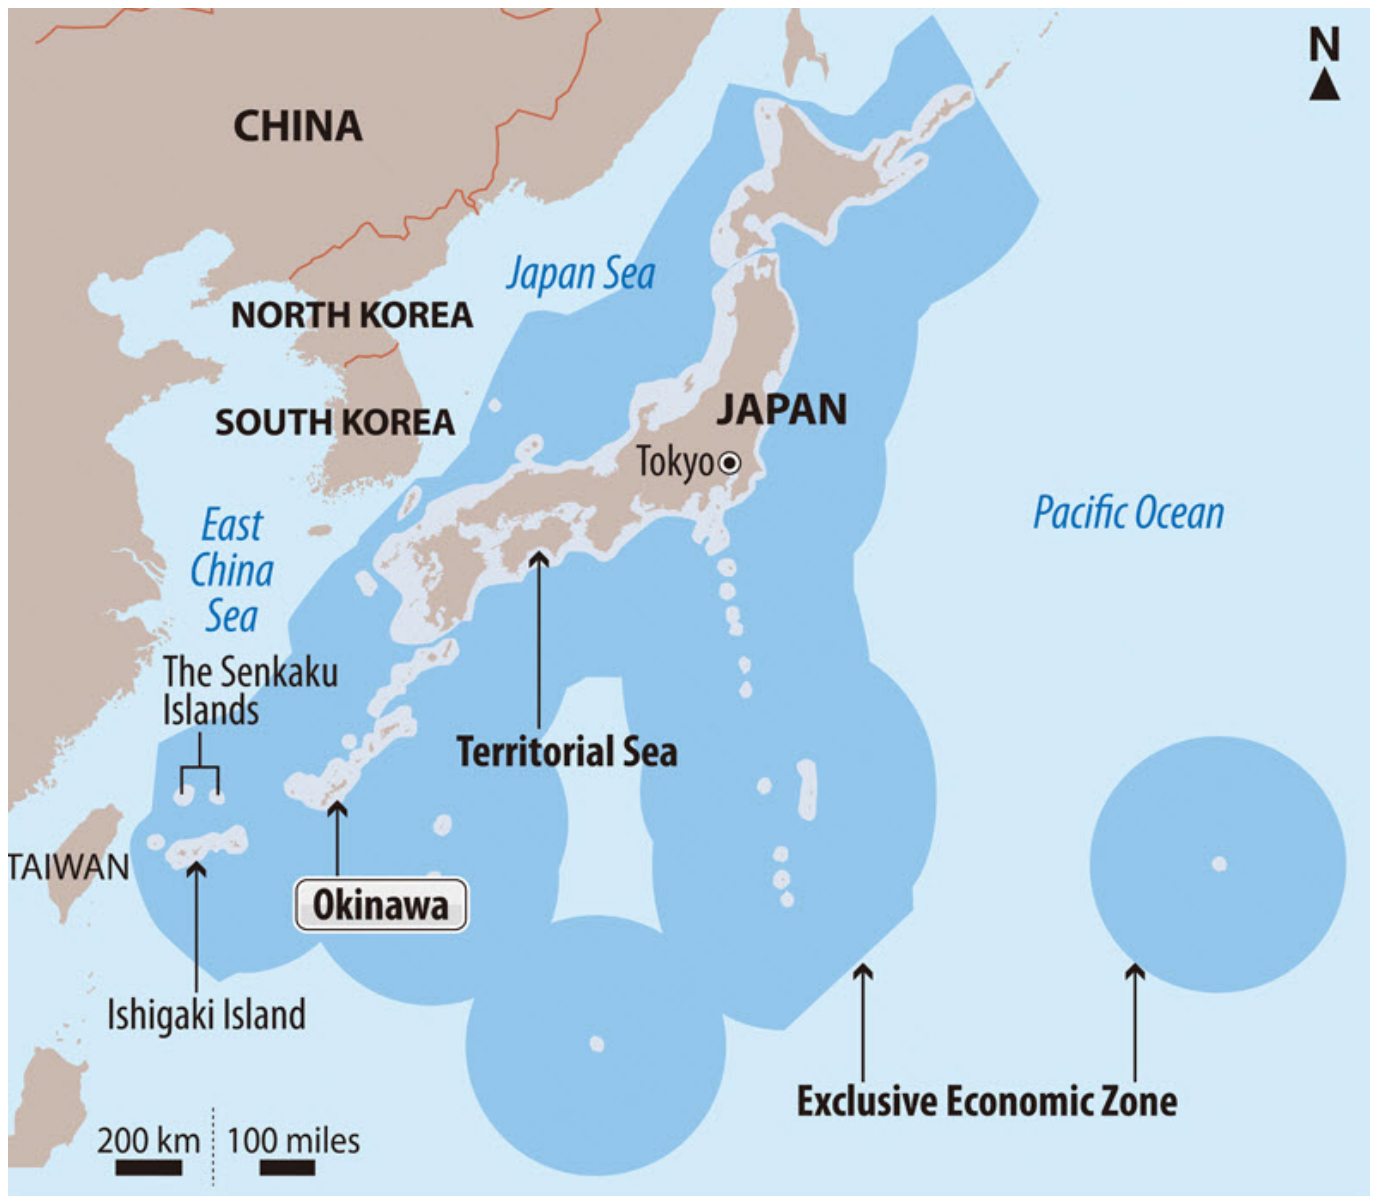 N
CHINA
Japan Sea
NORTH KOREA
JAPAN
SOUTH KOREA
Tokyo
East
China
Sea
Pacific Ocean
The Senkaku
Islands
Territorial Sea
TAIWAN
Okinawa
Ishigaki Island
Exclusive Economic Zone
200 km
100 miles